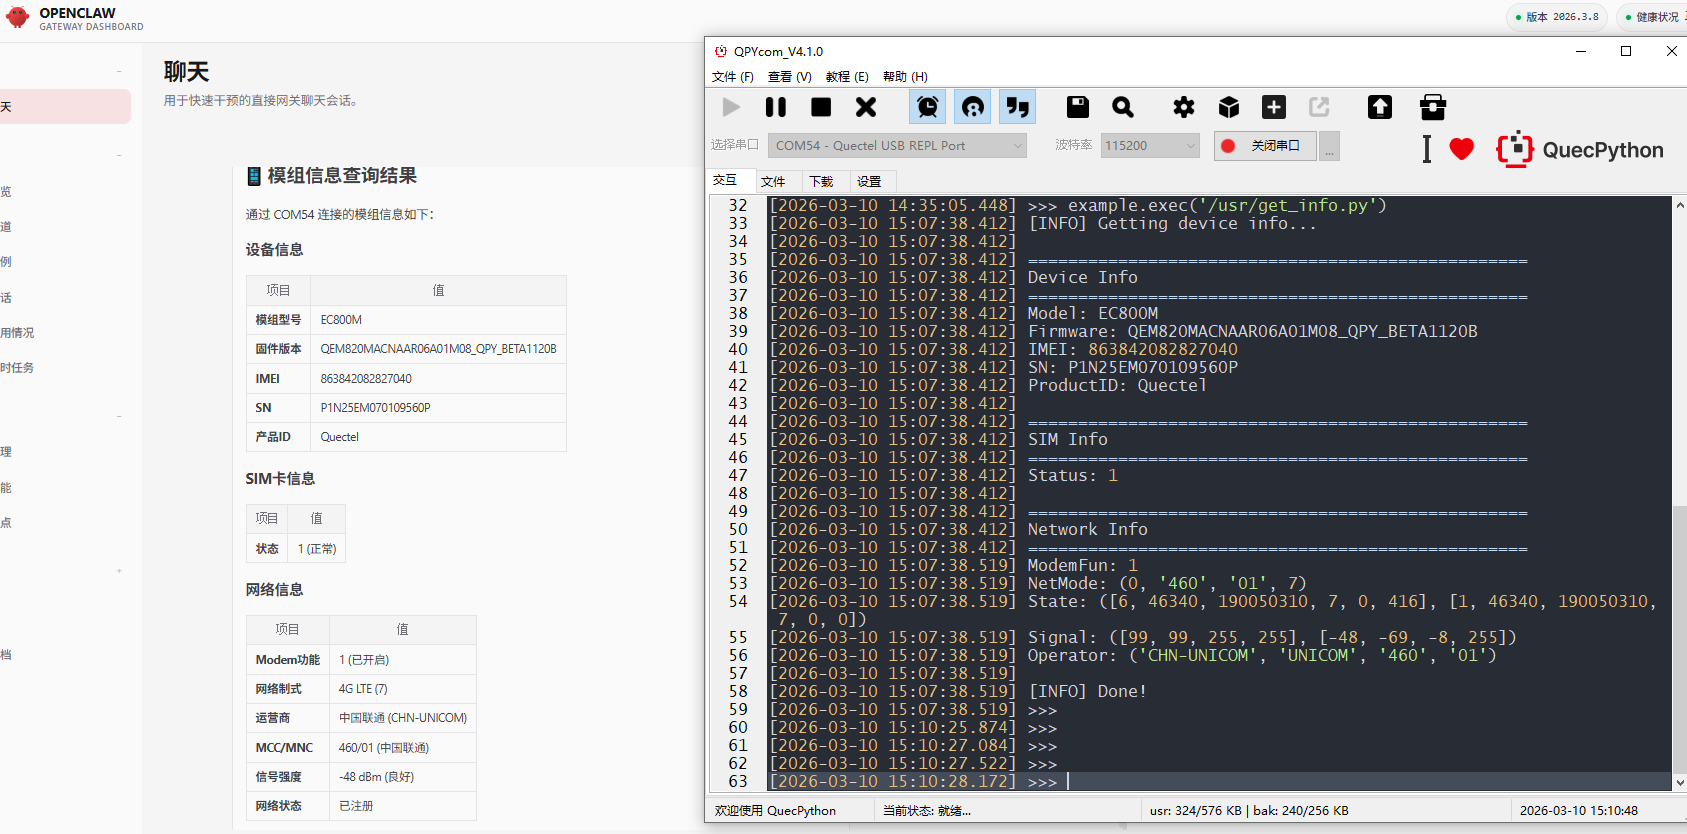 OPENCLAW
GATEWAY DASHBOARD
版本 2026.3.8
健康状况
天
览
道
例
话
用情况
时任务
理
能
点
档
聊天
用于快速干预的直接网关聊天会话。
模组信息查询结果
通过 COM54 连接的模组信息如下：
设备信息
项目 值
模组型号 EC800M
固件版本 QEM820MACNAAR06A01M08_QPY_BETA1120B
IMEI 863842082827040
SN P1N25EM070109560P
产品ID Quectel
SIM卡信息
项目 值
状态 1 (正常)
网络信息
项目 值
Modem功能 1 (已开启)
网络制式 4G LTE (7)
运营商 中国联通 (CHN-UNICOM)
MCC/MNC 460/01 (中国联通)
信号强度 -48 dBm (良好)
网络状态 已注册
QPYcom_V4.1.0
文件 (F) 查看 (V) 教程 (E) 帮助 (H)
选择串口 COM54 - Quectel USB REPL Port 波特率 115200 关闭串口 ...
QuecPython
交互 文件 下载 设置
32 [2026-03-10 14:35:05.448] >>> example.exec('/usr/get_info.py')
33 [2026-03-10 15:07:38.412] [INFO] Getting device info...
34 [2026-03-10 15:07:38.412]
35 [2026-03-10 15:07:38.412] ==================================================
36 [2026-03-10 15:07:38.412] Device Info
37 [2026-03-10 15:07:38.412] ==================================================
38 [2026-03-10 15:07:38.412] Model: EC800M
39 [2026-03-10 15:07:38.412] Firmware: QEM820MACNAAR06A01M08_QPY_BETA1120B
40 [2026-03-10 15:07:38.412] IMEI: 863842082827040
41 [2026-03-10 15:07:38.412] SN: P1N25EM070109560P
42 [2026-03-10 15:07:38.412] ProductID: Quectel
43 [2026-03-10 15:07:38.412]
44 [2026-03-10 15:07:38.412] ==================================================
45 [2026-03-10 15:07:38.412] SIM Info
46 [2026-03-10 15:07:38.412] ==================================================
47 [2026-03-10 15:07:38.412] Status: 1
48 [2026-03-10 15:07:38.412]
49 [2026-03-10 15:07:38.412] ==================================================
50 [2026-03-10 15:07:38.412] Network Info
51 [2026-03-10 15:07:38.412] ==================================================
52 [2026-03-10 15:07:38.519] ModemFun: 1
53 [2026-03-10 15:07:38.519] NetMode: (0, '460', '01', 7)
54 [2026-03-10 15:07:38.519] State: ([6, 46340, 190050310, 7, 0, 416], [1, 46340, 190050310,
7, 0, 0])
55 [2026-03-10 15:07:38.519] Signal: ([99, 99, 255, 255], [-48, -69, -8, 255])
56 [2026-03-10 15:07:38.519] Operator: ('CHN-UNICOM', 'UNICOM', '460', '01')
57 [2026-03-10 15:07:38.519]
58 [2026-03-10 15:07:38.519] [INFO] Done!
59 [2026-03-10 15:07:38.519] >>>
60 [2026-03-10 15:10:25.874] >>>
61 [2026-03-10 15:10:27.084] >>>
62 [2026-03-10 15:10:27.522] >>>
63 [2026-03-10 15:10:28.172] >>>
欢迎使用 QuecPython 当前状态: 就绪... usr: 324/576 KB | bak: 240/256 KB 2026-03-10 15:10:48